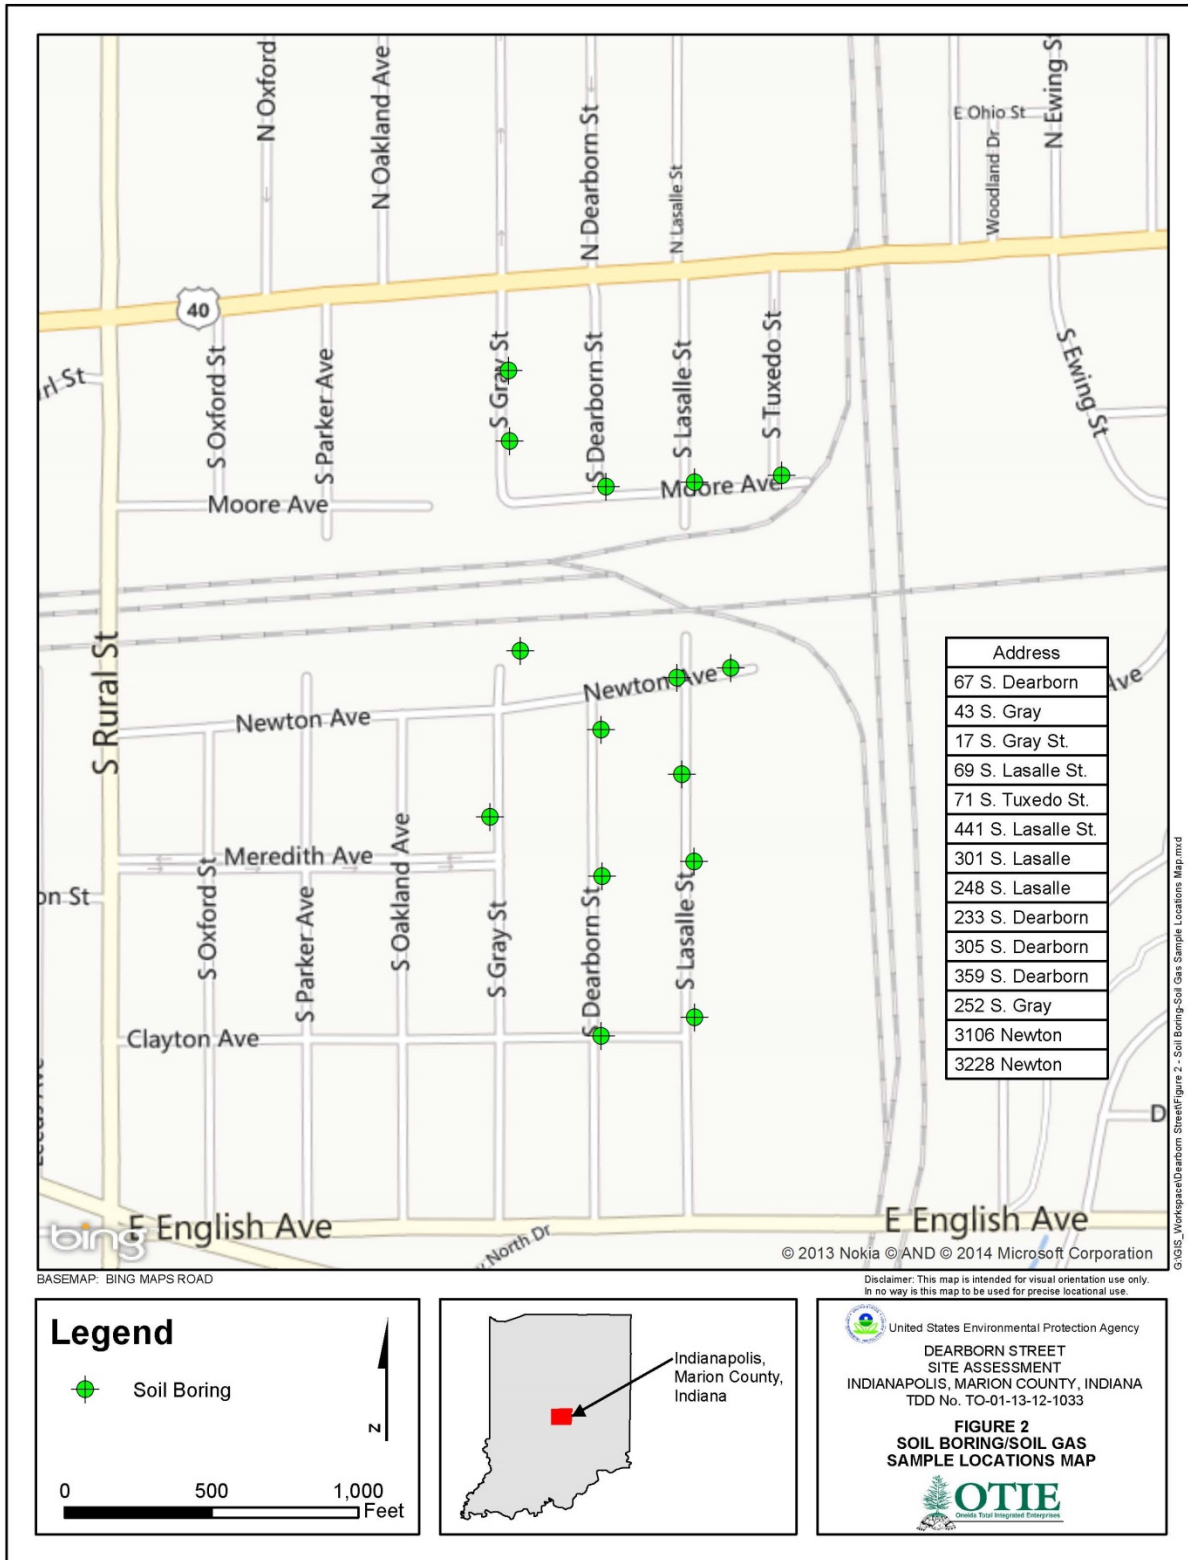 N Oxford
N Oakland Ave
N Dearborn St
N Lasalle St
E Ohio St
Woodland Dr
N Ewing St
40
rl St
S Oxford St
S Parker Ave
S Gray St
S Dearborn St
S Lasalle St
S Tuxedo St
S Ewing St
Moore Ave
Moore Ave
S Rural St
Newton Ave
Newton Ave
Ave
Address
67 S. Dearborn
43 S. Gray
17 S. Gray St.
69 S. Lasalle St.
71 S. Tuxedo St.
441 S. Lasalle St.
301 S. Lasalle
248 S. Lasalle
233 S. Dearborn
305 S. Dearborn
359 S. Dearborn
252 S. Gray
3106 Newton
3228 Newton
Meredith Ave
on St
S Oxford St
S Parker Ave
S Oakland Ave
S Gray St
S Dearborn St
S Lasalle St
Clayton Ave
D
bing
E English Ave
North Dr
E English Ave
© 2013 Nokia © AND © 2014 Microsoft Corporation
G:\GIS_Workspace\Dearborn Street\Figure 2 - Soil Boring-Soil Gas Sample Locations Map.mxd
BASEMAP: BING MAPS ROAD
Disclaimer: This map is intended for visual orientation use only.
In no way is this map to be used for precise locational use.
Legend
Soil Boring
N
0 500 1,000
Feet
Indianapolis,
Marion County,
Indiana
United States Environmental Protection Agency
DEARBORN STREET
SITE ASSESSMENT
INDIANAPOLIS, MARION COUNTY, INDIANA
TDD No. TO-01-13-12-1033
FIGURE 2
SOIL BORING/SOIL GAS
SAMPLE LOCATIONS MAP
OTIE
Oneida Total Integrated Enterprises